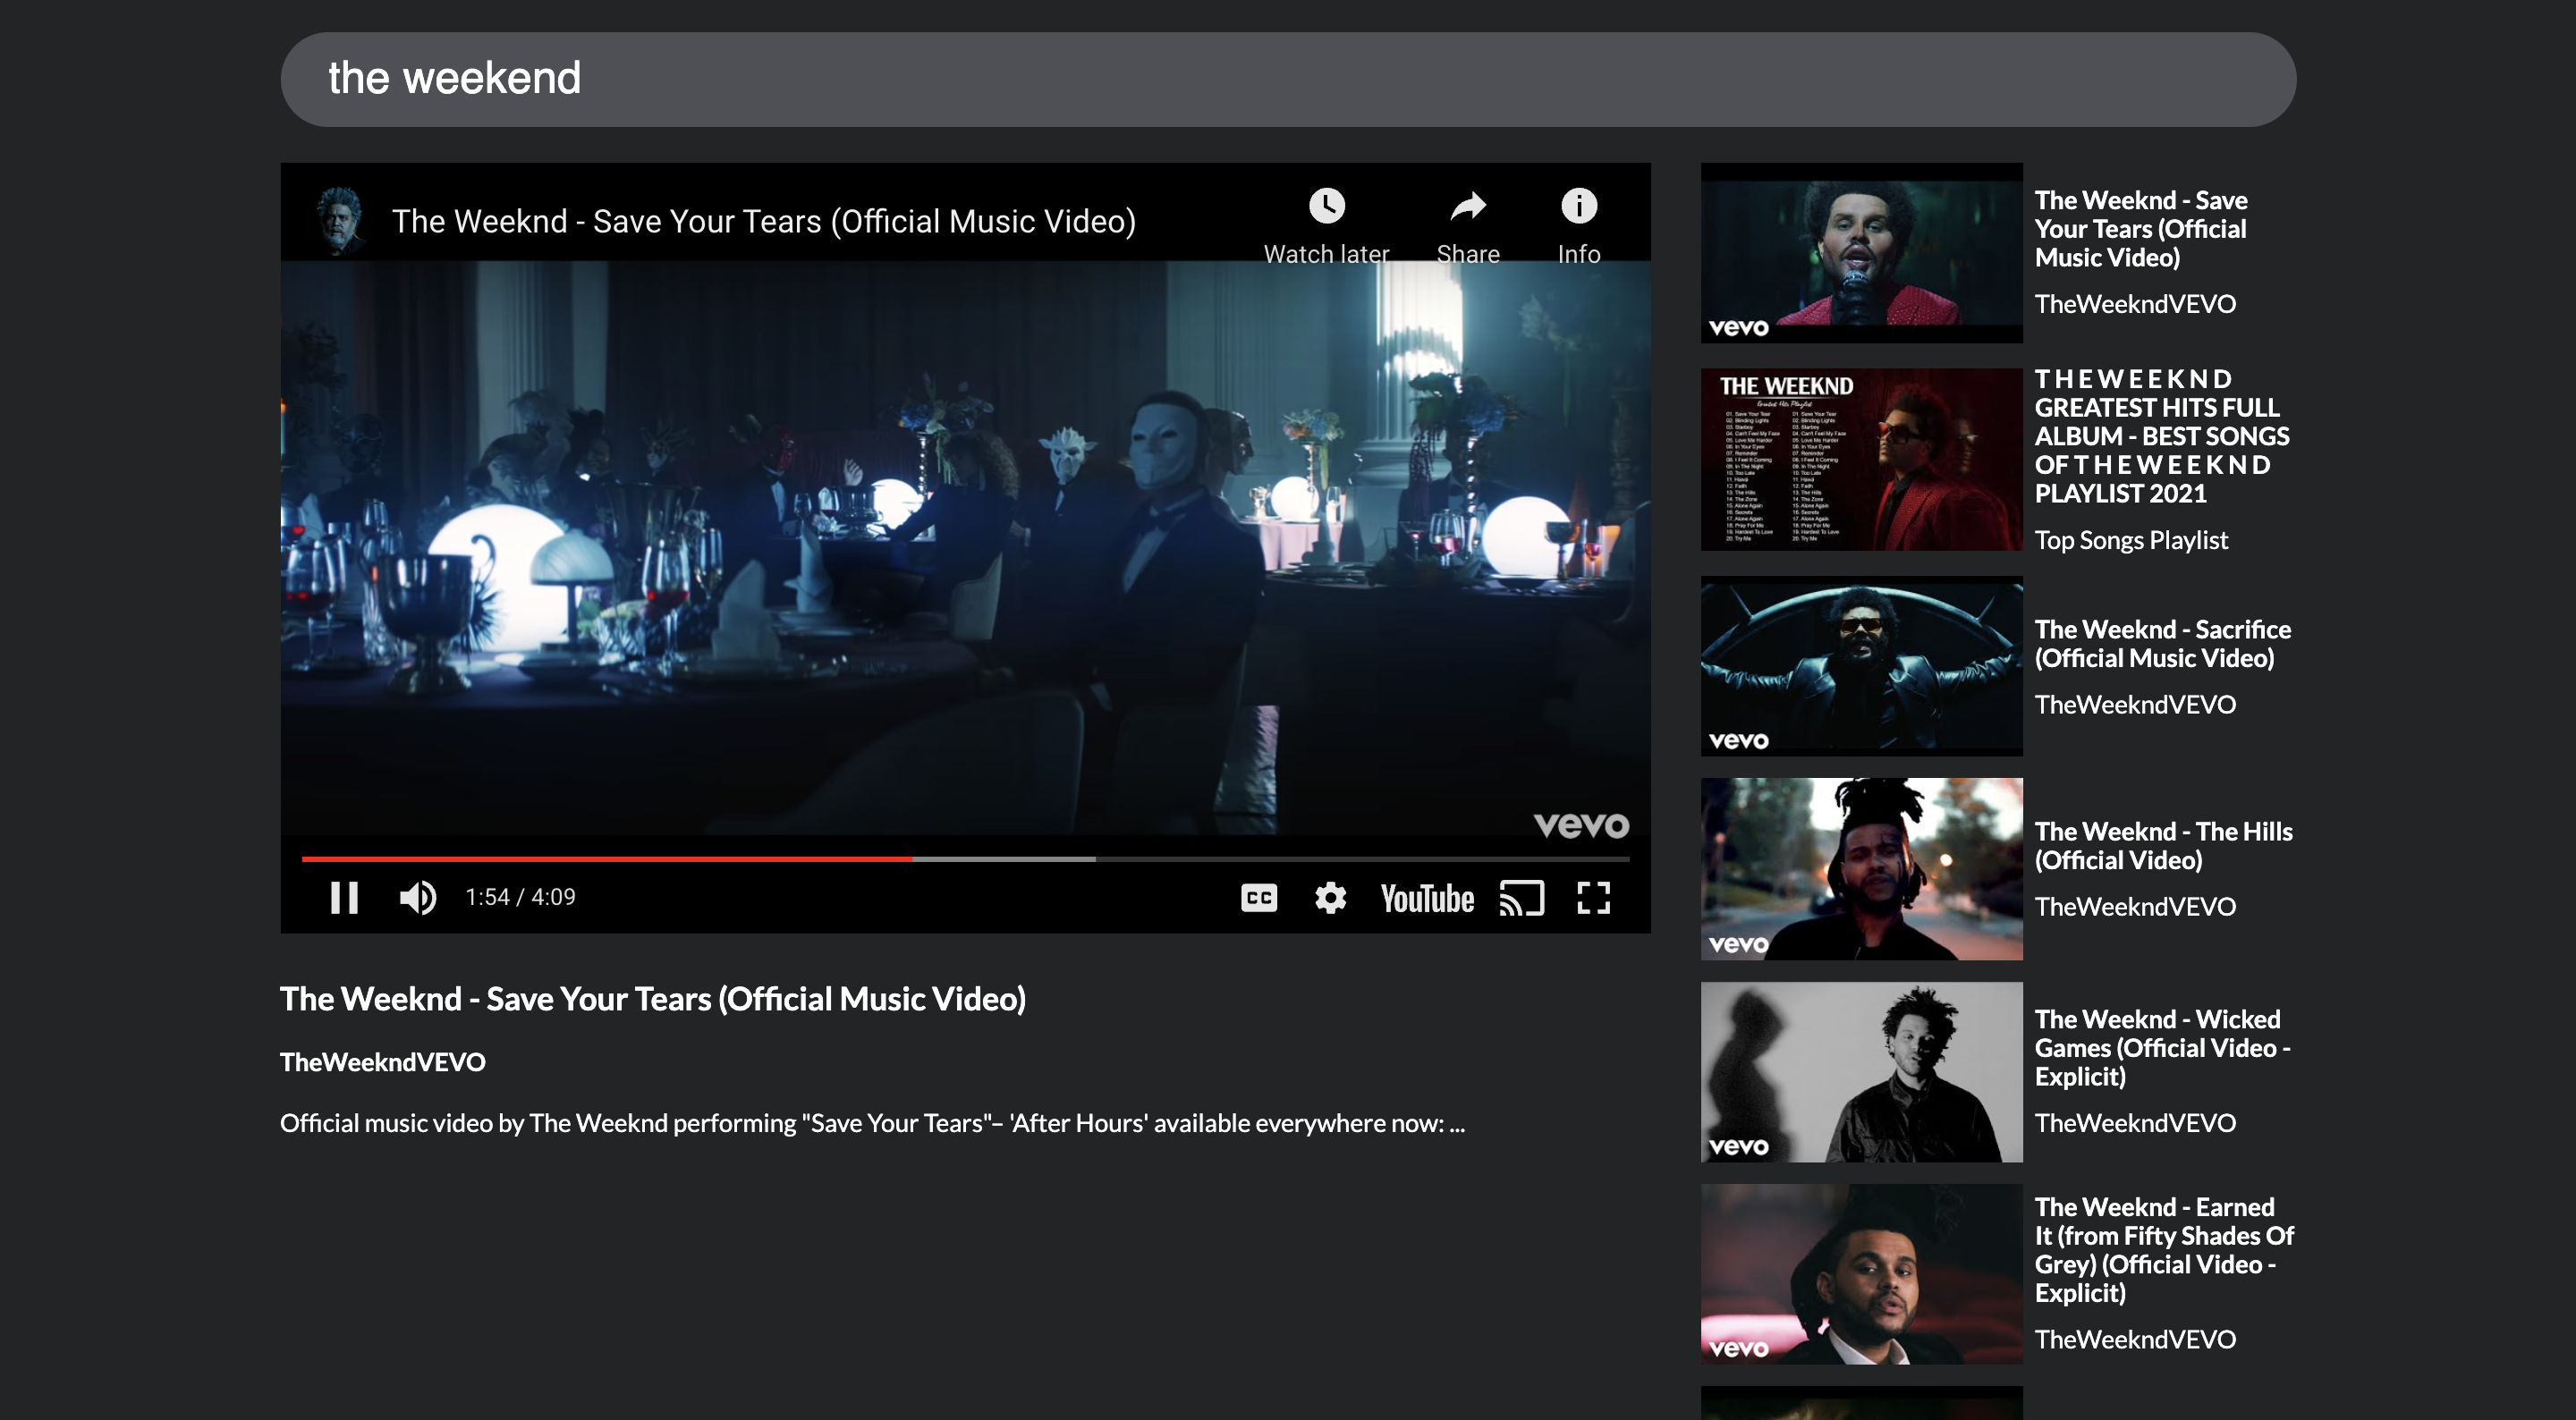 the weekend
The Weeknd - Save Your Tears (Official Music Video)
Watch later
Share
Info
vevo
1:54 / 4:09
CC
YouTube
The Weeknd - Save Your Tears (Official Music Video)
TheWeekndVEVO
Official music video by The Weeknd performing "Save Your Tears"– 'After Hours' available everywhere now: ...
vevo
The Weeknd - Save
Your Tears (Official
Music Video)
TheWeekndVEVO
THE WEEKND
Greatest Hits Playlist
T H E W E E K N D
GREATEST HITS FULL
ALBUM - BEST SONGS
OF T H E W E E K N D
PLAYLIST 2021
Top Songs Playlist
vevo
The Weeknd - Sacrifice
(Official Music Video)
TheWeekndVEVO
vevo
The Weeknd - The Hills
(Official Video)
TheWeekndVEVO
vevo
The Weeknd - Wicked
Games (Official Video -
Explicit)
TheWeekndVEVO
vevo
The Weeknd - Earned
It (from Fifty Shades Of
Grey) (Official Video -
Explicit)
TheWeekndVEVO